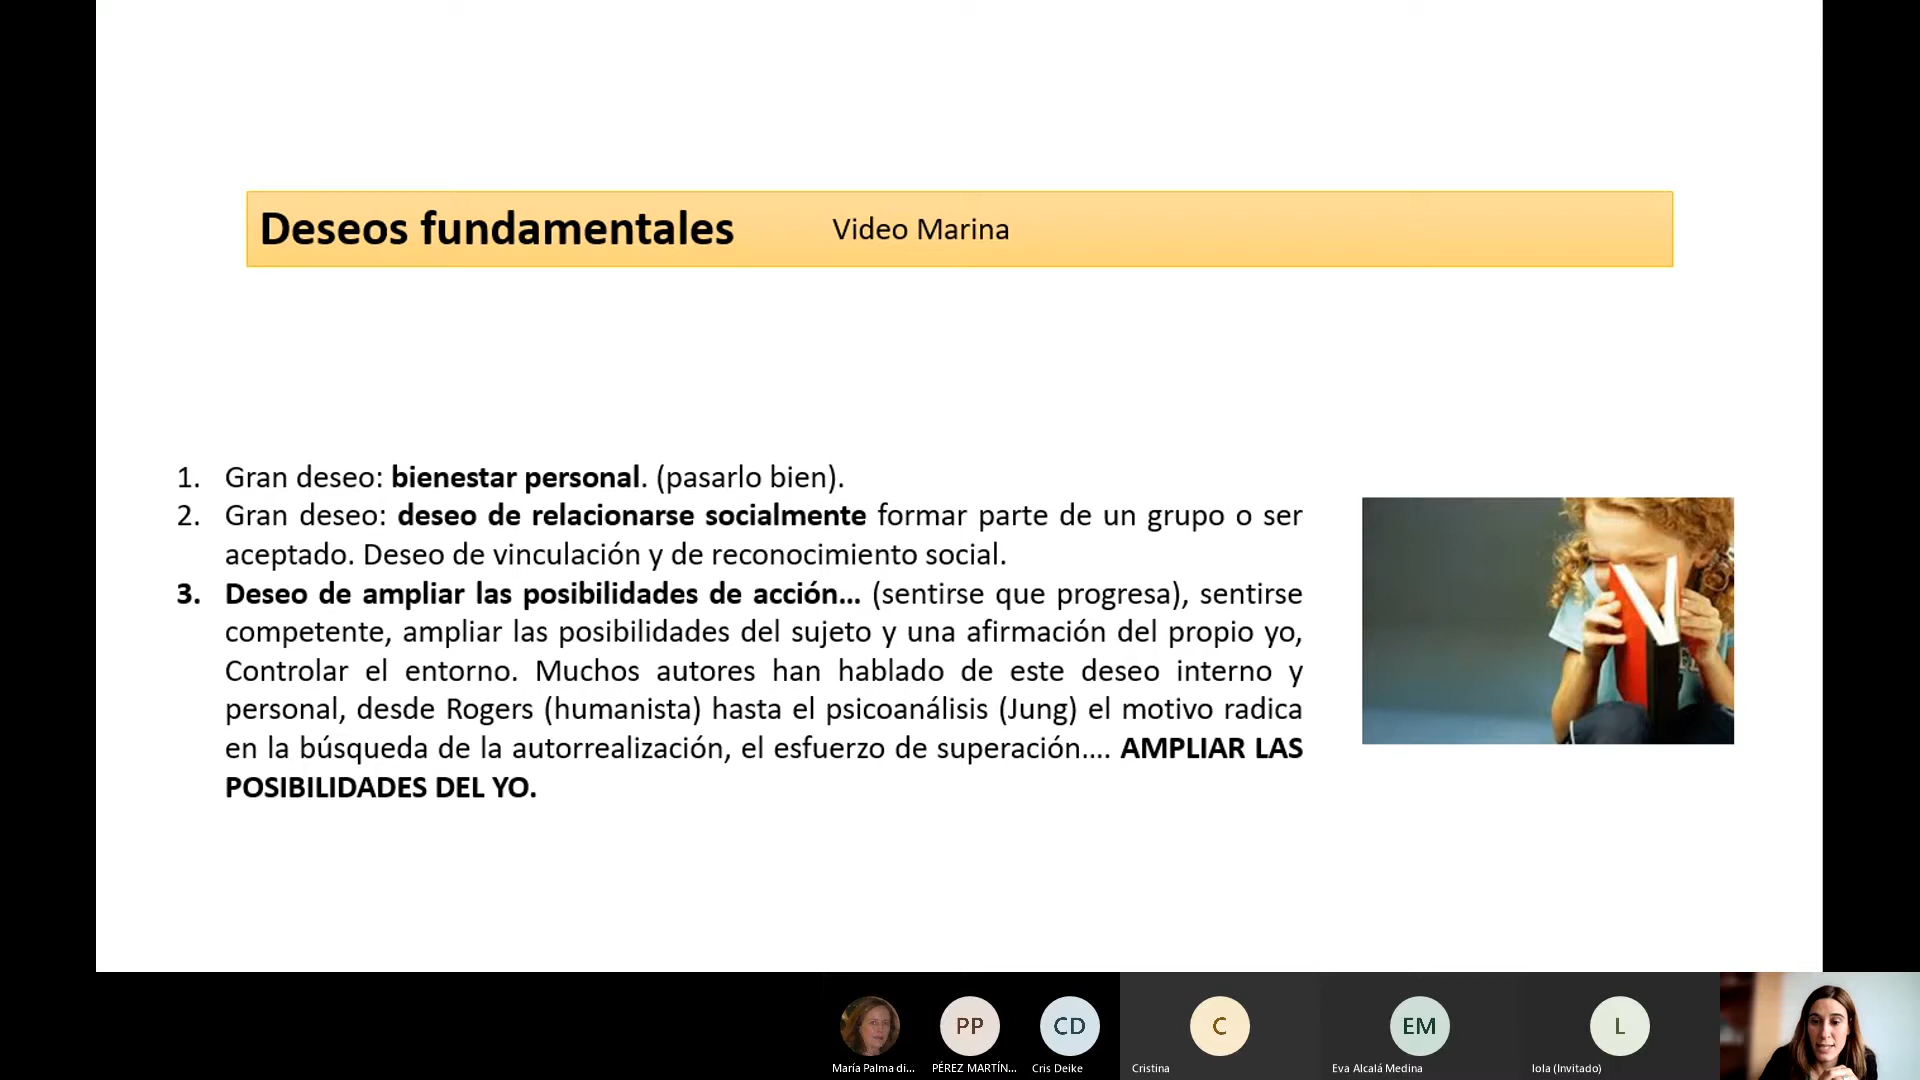 Deseos fundamentales Video Marina
1. Gran deseo: bienestar personal. (pasarlo bien).
2. Gran deseo: deseo de relacionarse socialmente formar parte de un grupo o ser
aceptado. Deseo de vinculación y de reconocimiento social.
3. Deseo de ampliar las posibilidades de acción... (sentirse que progresa), sentirse
competente, ampliar las posibilidades del sujeto y una afirmación del propio yo,
Controlar el entorno. Muchos autores han hablado de este deseo interno y
personal, desde Rogers (humanista) hasta el psicoanálisis (Jung) el motivo radica
en la búsqueda de la autorrealización, el esfuerzo de superación.... AMPLIAR LAS
POSIBILIDADES DEL YO.
PP CD C EM L
María Palma di... PÉREZ MARTÍN... Cris Deike Cristina Eva Alcalá Medina lola (Invitado)